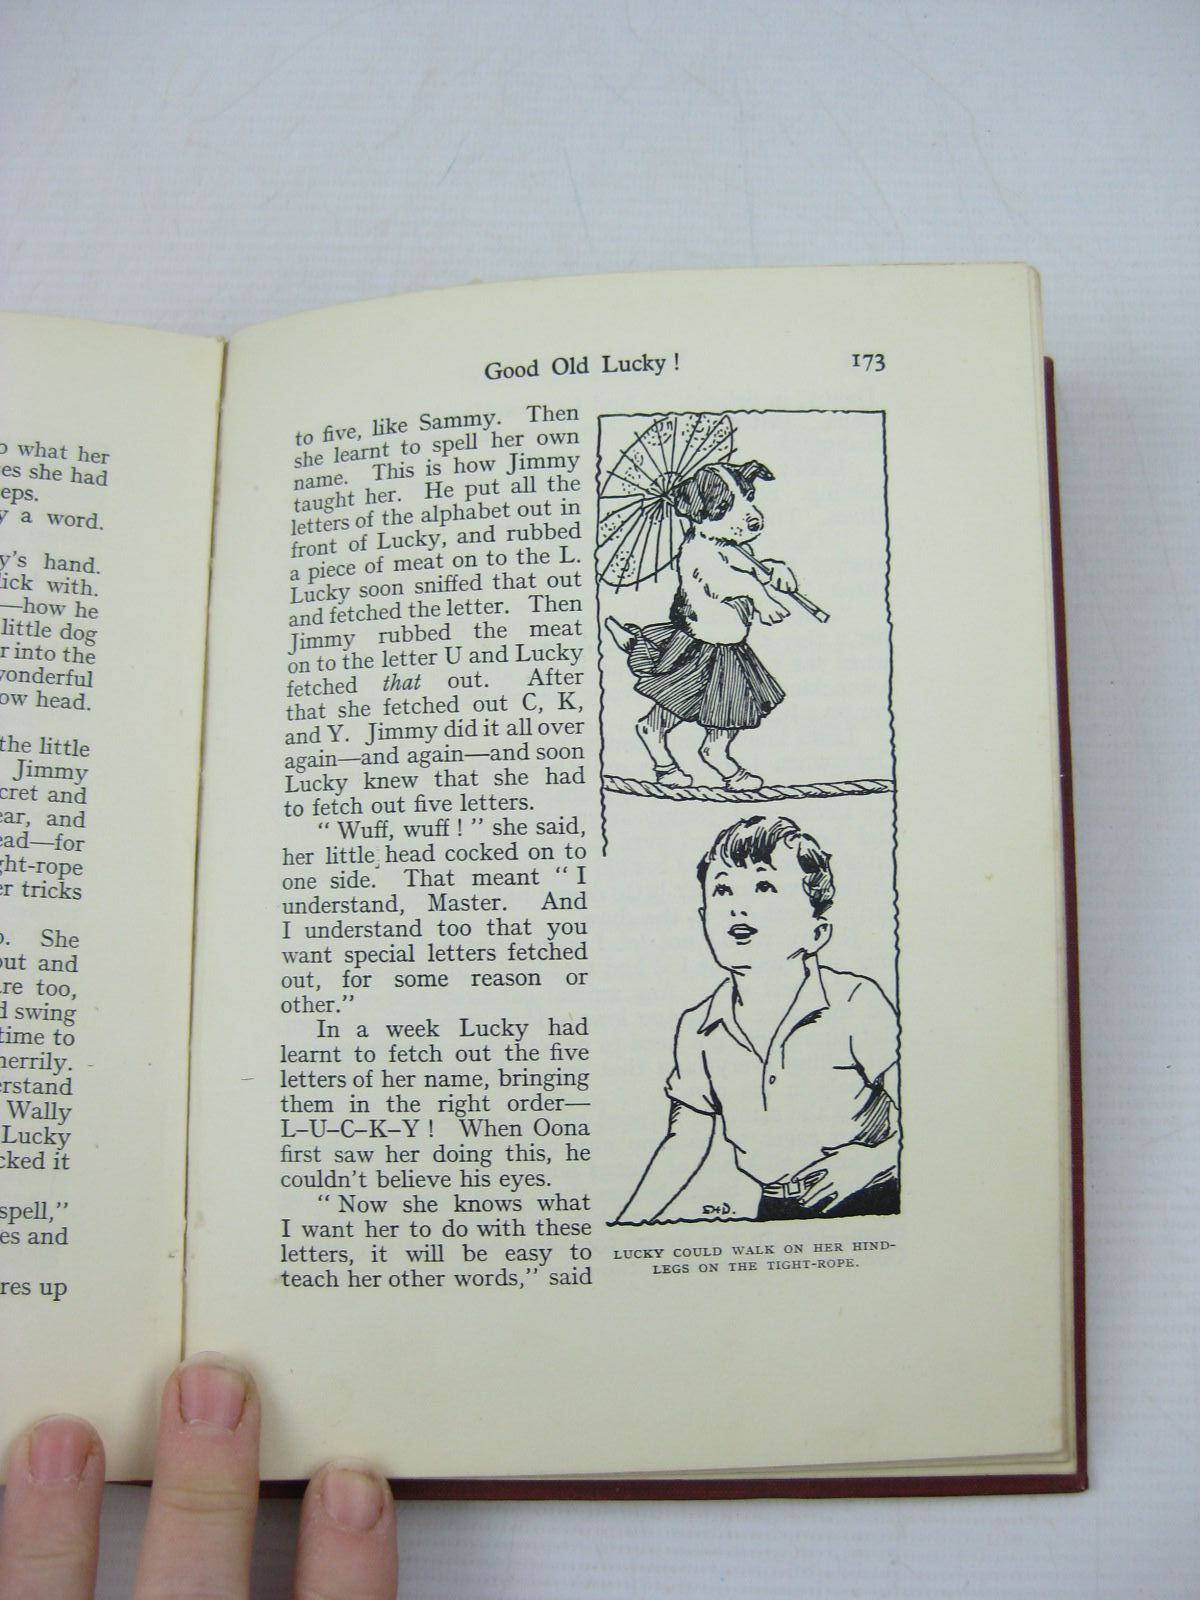 o what her
es she had
eps.
y a word.
y's hand.
lick with.
—how he
little dog
r into the
wonderful
ow head.
the little
Jimmy
cret and
ear, and
ead—for
ght-rope
er tricks
o. She
out and
are too,
d swing
time to
merrily.
erstand
Wally
Lucky
cked it
spell,"
es and
res up
Good Old Lucky! 173
to five, like Sammy. Then
she learnt to spell her own
name. This is how Jimmy
taught her. He put all the
letters of the alphabet out in
front of Lucky, and rubbed
a piece of meat on to the L.
Lucky soon sniffed that out
and fetched the letter. Then
Jimmy rubbed the meat
on to the letter U and Lucky
fetched that out. After
that she fetched out C, K,
and Y. Jimmy did it all over
again—and again—and soon
Lucky knew that she had
to fetch out five letters.
"Wuff, wuff!" she said,
her little head cocked on to
one side. That meant "I
understand, Master. And
I understand too that you
want special letters fetched
out, for some reason or
other."
In a week Lucky had
learnt to fetch out the five
letters of her name, bringing
them in the right order—
L-U-C-K-Y! When Oona
first saw her doing this, he
couldn't believe his eyes.
"Now she knows what
I want her to do with these
letters, it will be easy to
teach her other words," said
LUCKY COULD WALK ON HER HIND-
LEGS ON THE TIGHT-ROPE.